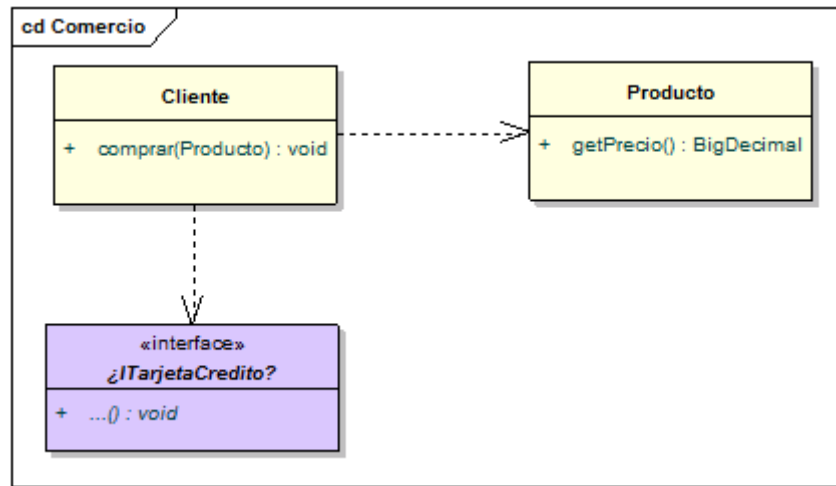 cd Comercio
Cliente
+ comprar(Producto) : void
Producto
+ getPrecio() : BigDecimal
«interface»
¿ITarjetaCredito?
+ ...() : void